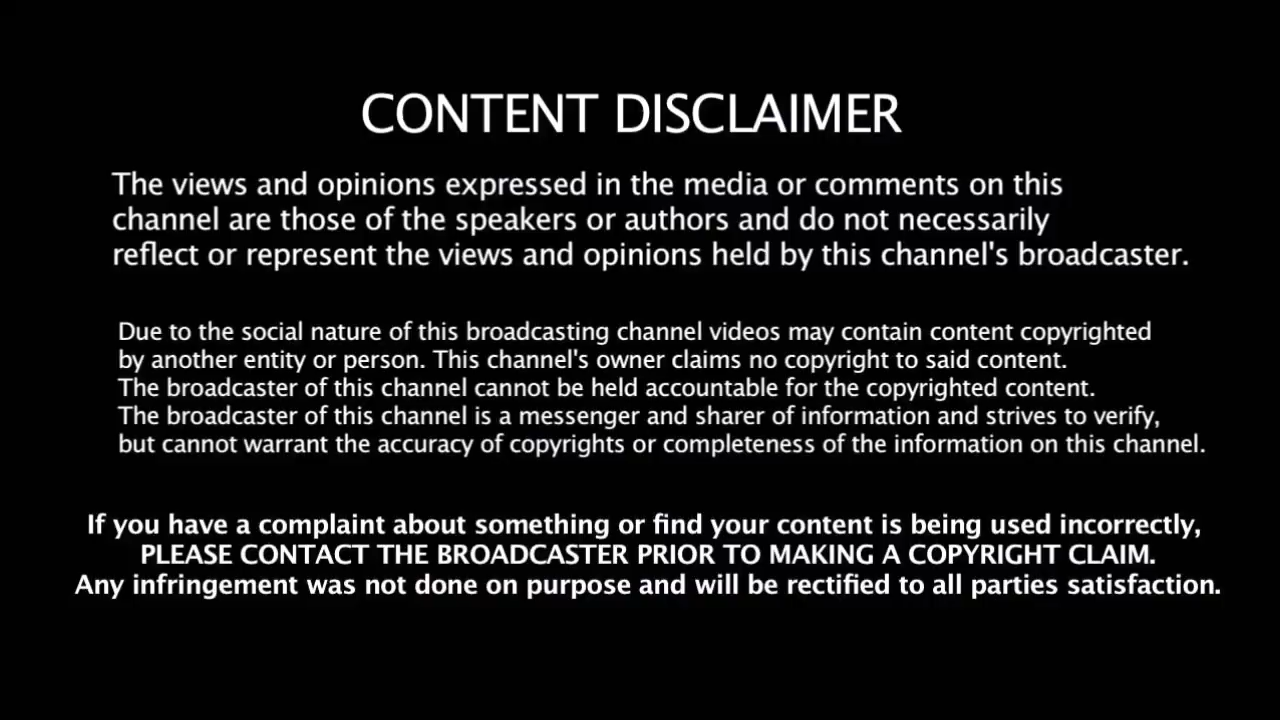 CONTENT DISCLAIMER
The views and opinions expressed in the media or comments on this
channel are those of the speakers or authors and do not necessarily
reflect or represent the views and opinions held by this channel's broadcaster.
Due to the social nature of this broadcasting channel videos may contain content copyrighted
by another entity or person. This channel's owner claims no copyright to said content.
The broadcaster of this channel cannot be held accountable for the copyrighted content.
The broadcaster of this channel is a messenger and sharer of information and strives to verify,
but cannot warrant the accuracy of copyrights or completeness of the information on this channel.
If you have a complaint about something or find your content is being used incorrectly,
PLEASE CONTACT THE BROADCASTER PRIOR TO MAKING A COPYRIGHT CLAIM.
Any infringement was not done on purpose and will be rectified to all parties satisfaction.